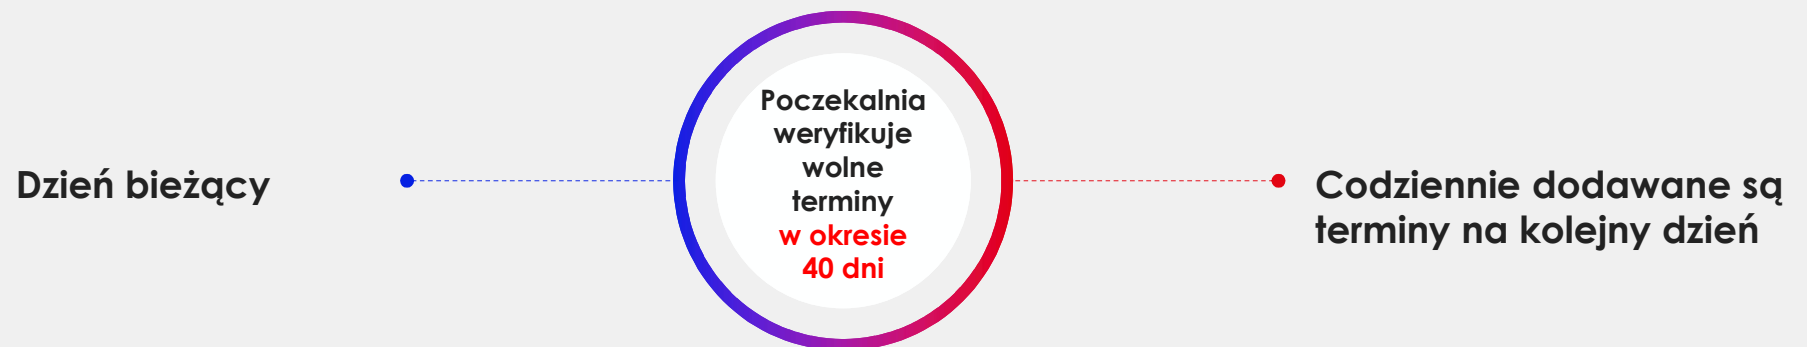 Dzień bieżący
Poczekalnia
weryfikuje
wolne
terminy
w okresie
40 dni
Codziennie dodawane są
terminy na kolejny dzień